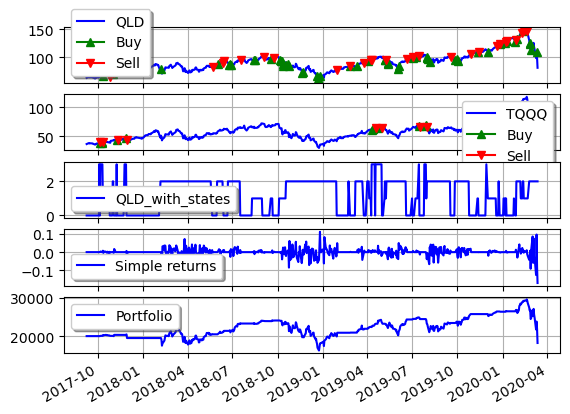 QLD
Buy
Sell
150
100
TQQQ
Buy
Sell
100
50
QLD_with_states
2
0
Simple returns
0.1
0.0
−0.1
Portfolio
30000
20000
2017-10
2018-01
2018-04
2018-07
2018-10
2019-01
2019-04
2019-07
2019-10
2020-01
2020-04